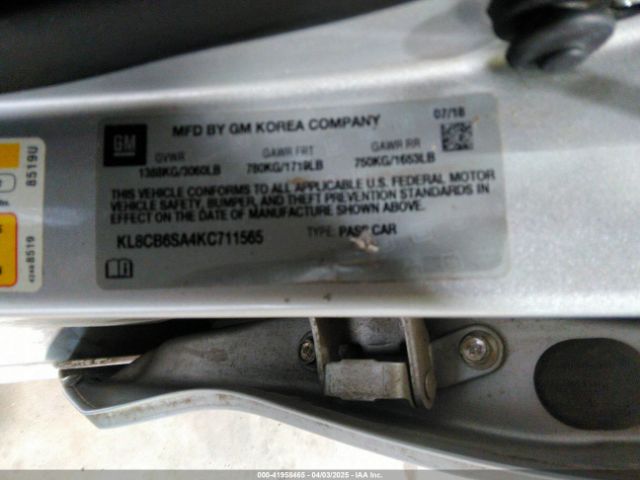 GM
MFD BY GM KOREA COMPANY
07/18
GVWR GAWR FRT GAWR RR
1388KG/3060LB 780KG/1719LB 750KG/1653LB
THIS VEHICLE CONFORMS TO ALL APPLICABLE U.S. FEDERAL MOTOR
VEHICLE SAFETY, BUMPER, AND THEFT PREVENTION STANDARDS IN
EFFECT ON THE DATE OF MANUFACTURE SHOWN ABOVE.
KL8CB6SA4KC711565 TYPE: PASS CAR
8519U
8519
000-41958465 - 04/03/2025 - IAA Inc.